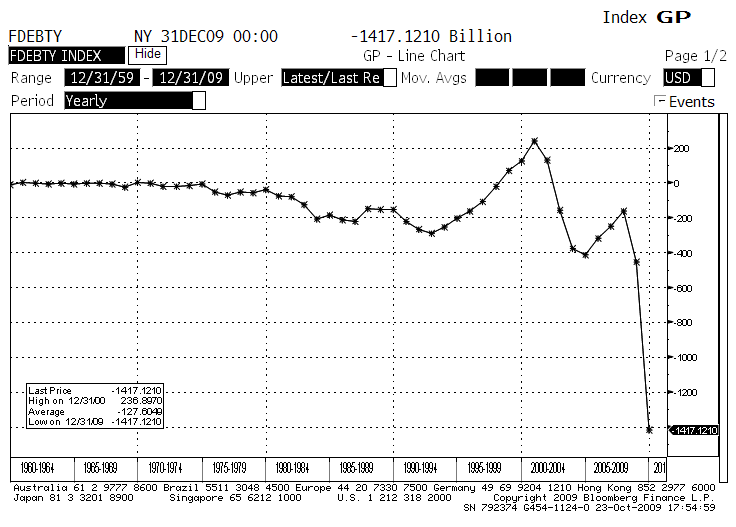 Index GP
FDEBTY NY 31DEC09 00:00 -1417.1210 Billion
FDEBTY INDEX Hide GP - Line Chart Page 1/2
Range 12/31/59 - 12/31/09 Upper Latest/Last Re Mov. Avgs Currency USD
Period Yearly Events
200
0
-200
-400
-600
-800
-1000
-1200
-1417.1210
Last Price -1417.1210
High on 12/31/00 236.8970
Average -127.6049
Low on 12/31/09 -1417.1210
1960-1964 1965-1969 1970-1974 1975-1979 1980-1984 1985-1989 1990-1994 1995-1999 2000-2004 2005-2009 201
Australia 61 2 9777 8600 Brazil 5511 3048 4500 Europe 44 20 7330 7500 Germany 49 69 9204 1210 Hong Kong 852 2977 6000
Japan 81 3 3201 8900 Singapore 65 6212 1000 U.S. 1 212 318 2000 Copyright 2009 Bloomberg Finance L.P.
SN 792374 G454-1124-0 23-Oct-2009 17:54:59